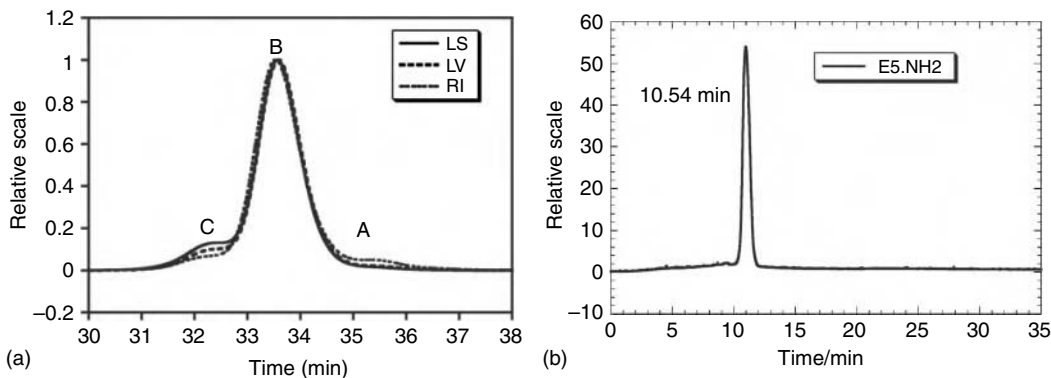 1.2
1
0.8
0.6
0.4
0.2
0
−0.2
Relative scale
B
C
A
LS
LV
RI
30 31 32 33 34 35 36 37 38
Time (min)
(a)
60
50
40
30
20
10
0
−10
Relative scale
10.54 min
E5.NH2
0 5 10 15 20 25 30 35
Time/min
(b)